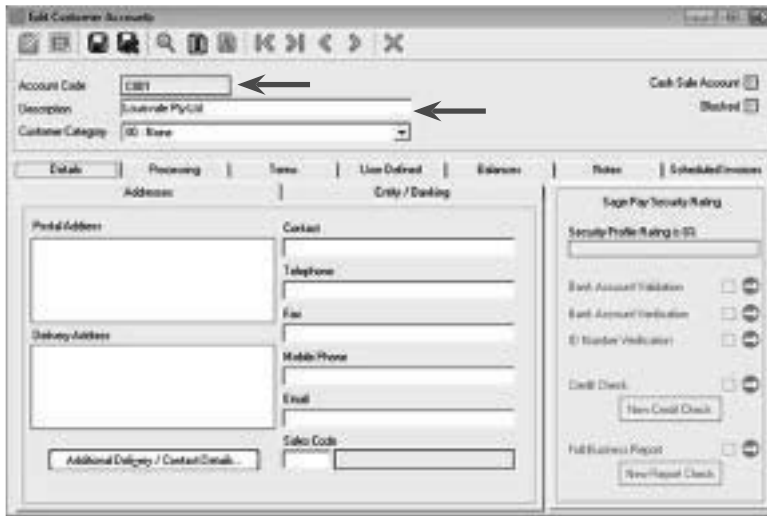 Edit Customer Accounts
Account Code C001
Cash Sale Account
Description Louisvale Pty Ltd
Blocked
Customer Category 00 - None
Details Processing Terms User Defined Balances Notes Scheduled Invoices
Addresses Entity / Banking
Sage Pay Security Rating
Postal Address
Contact
Security Profile Rating is (0)
Telephone
Bank Account Validation
Fax
Bank Account Verification
Delivery Address
ID Number Verification
Mobile Phone
Credit Check
Email
New Credit Check
Sales Code
Full Business Report
Additional Delivery / Contact Details...
New Report Check